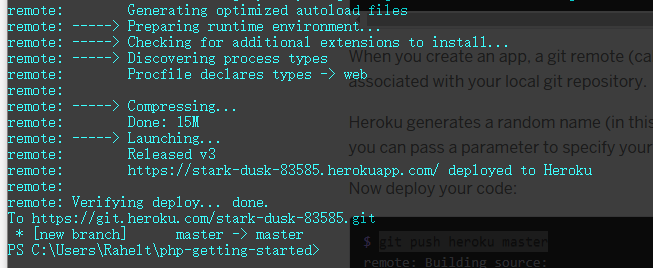 remote:        Generating optimized autoload files
remote: -----> Preparing runtime environment...
remote: -----> Checking for additional extensions to install...
remote: -----> Discovering process types
remote:        Procfile declares types -> web
remote:
remote: -----> Compressing...
remote:        Done: 15M
remote: -----> Launching...
remote:        Released v3
remote:        https://stark-dusk-83585.herokuapp.com/ deployed to Heroku
remote:
remote: Verifying deploy... done.
To https://git.heroku.com/stark-dusk-83585.git
 * [new branch]      master -> master
PS C:\Users\Rahelt\php-getting-started>
When you create an app, a git remote (ca
associated with your local git repository.
Heroku generates a random name (in this
you can pass a parameter to specify your
Now deploy your code:
$ git push heroku master
remote: Building source: